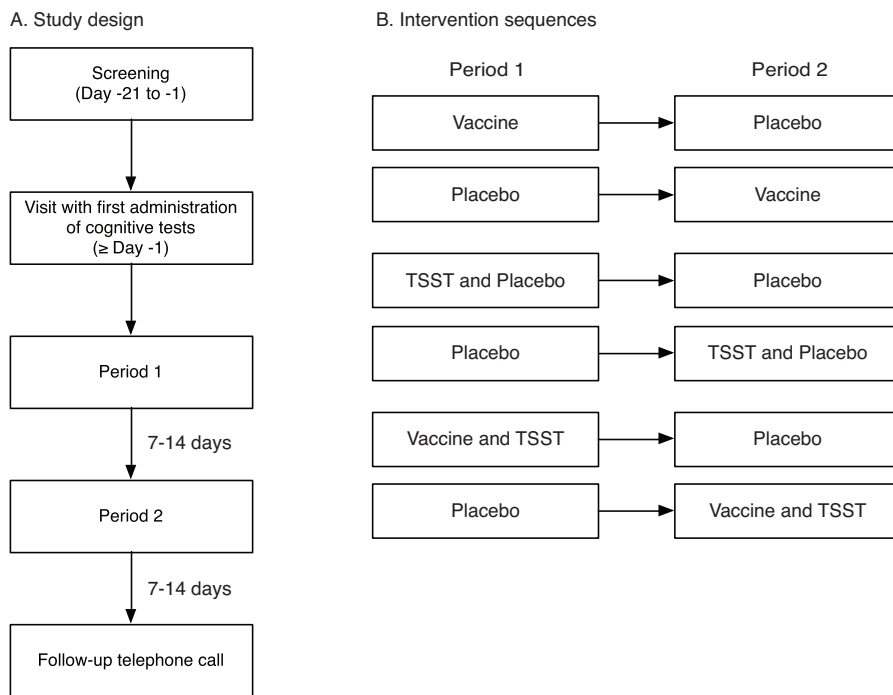 A. Study design
Screening
(Day -21 to -1)
Visit with first administration
of cognitive tests
(≥ Day -1)
Period 1
7-14 days
Period 2
7-14 days
Follow-up telephone call
B. Intervention sequences
Period 1
Period 2
Vaccine
Placebo
Placebo
Vaccine
TSST and Placebo
Placebo
Placebo
TSST and Placebo
Vaccine and TSST
Placebo
Placebo
Vaccine and TSST